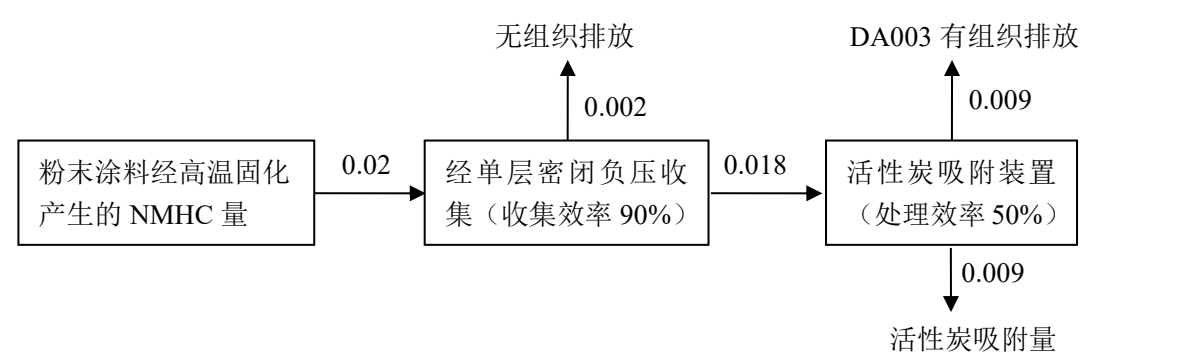 无组织排放
DA003 有组织排放
0.002
0.009
粉末涂料经高温固化
产生的 NMHC 量
0.02
经单层密闭负压收
集（收集效率 90%）
0.018
活性炭吸附装置
（处理效率 50%）
0.009
活性炭吸附量